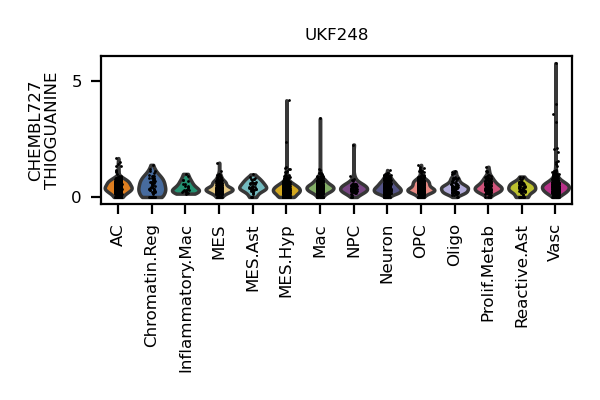 UKF248
CHEMBL727
THIOGUANINE
5
0
AC
Chromatin.Reg
Inflammatory.Mac
MES
MES.Ast
MES.Hyp
Mac
NPC
Neuron
OPC
Oligo
Prolif.Metab
Reactive.Ast
Vasc